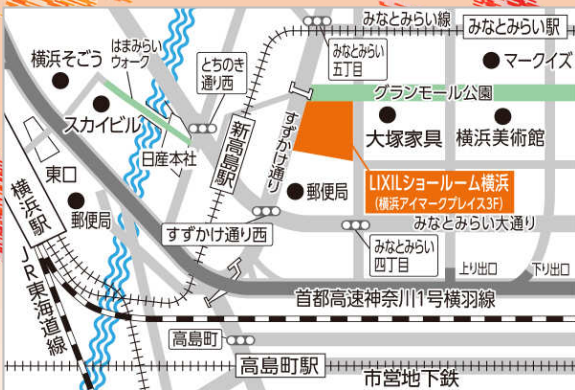 みなとみらい線
みなとみらい駅
はまみらい
ウォーク
横浜そごう
とちのき
通り西
みなとみらい
五丁目
マークイズ
グランモール公園
スカイビル
新高島駅
すずかけ通り
大塚家具
横浜美術館
日産本社
東口
郵便局
LIXILショールーム横浜
(横浜アイマークプレイス3F)
横浜駅
郵便局
みなとみらい大通り
すずかけ通り西
みなとみらい
四丁目
上り出口
下り出口
JR東海道線
首都高速神奈川1号横羽線
高島町
高島町駅
市営地下鉄